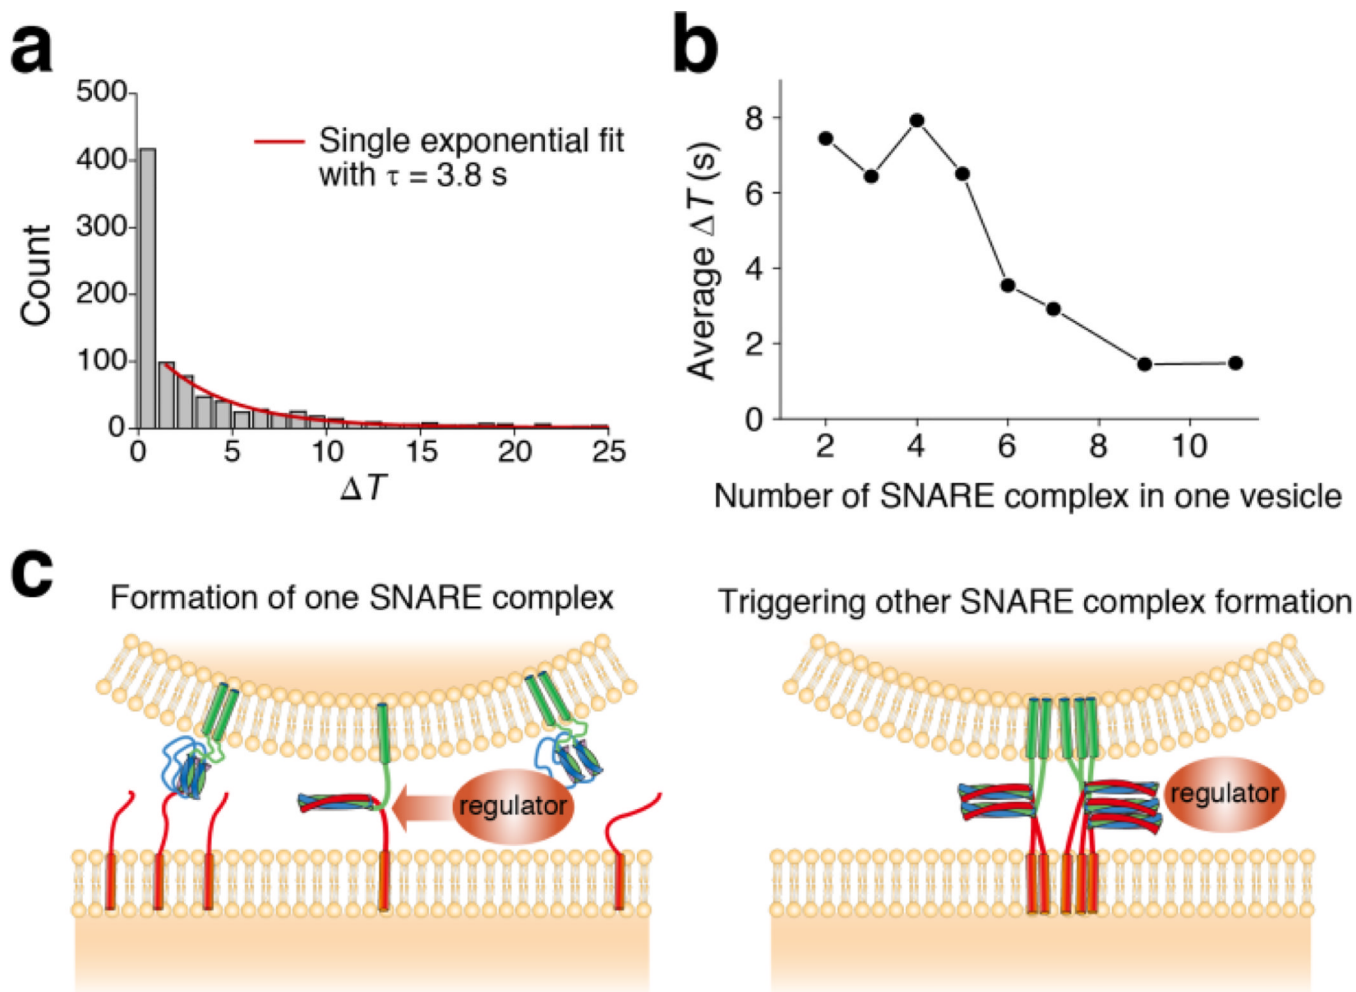 a
500
400
300
200
100
0
Count
Single exponential fit
with τ = 3.8 s
0 5 10 15 20 25
ΔT
b
8
6
4
2
0
Average ΔT (s)
2 4 6 8 10
Number of SNARE complex in one vesicle
c
Formation of one SNARE complex
regulator
Triggering other SNARE complex formation
regulator